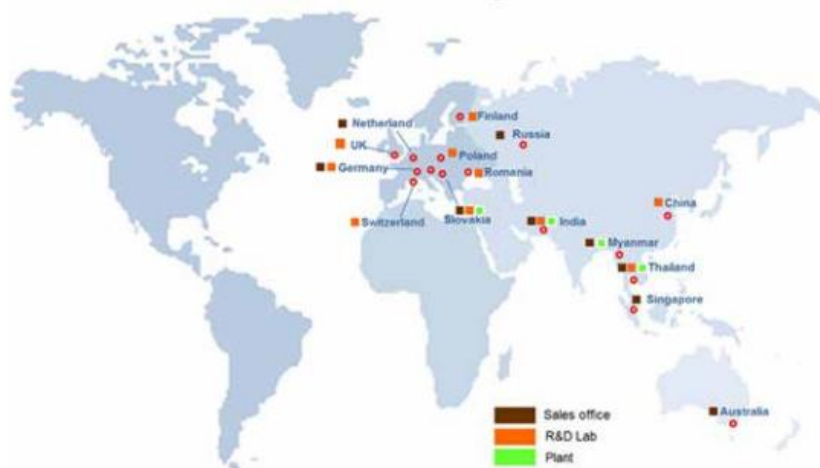 Finland
Netherland
Russia
UK
Poland
Germany
Romania
China
Switzerland
Slovakia
India
Myanmar
Thailand
Singapore
Australia
Sales office
R&D Lab
Plant